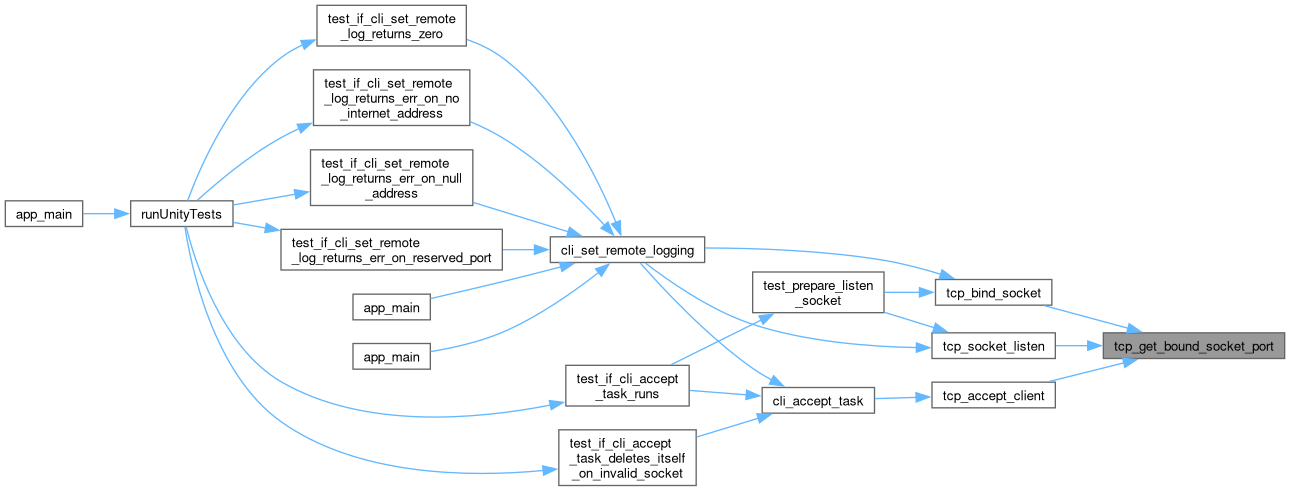 test_if_cli_set_remote
_log_returns_zero
test_if_cli_set_remote
_log_returns_err_on_no
_internet_address
test_if_cli_set_remote
_log_returns_err_on_null
_address
app_main
runUnityTests
test_if_cli_set_remote
_log_returns_err_on_reserved_port
cli_set_remote_logging
app_main
app_main
test_prepare_listen
_socket
tcp_bind_socket
tcp_socket_listen
tcp_get_bound_socket_port
test_if_cli_accept
_task_runs
cli_accept_task
tcp_accept_client
test_if_cli_accept
_task_deletes_itself
_on_invalid_socket